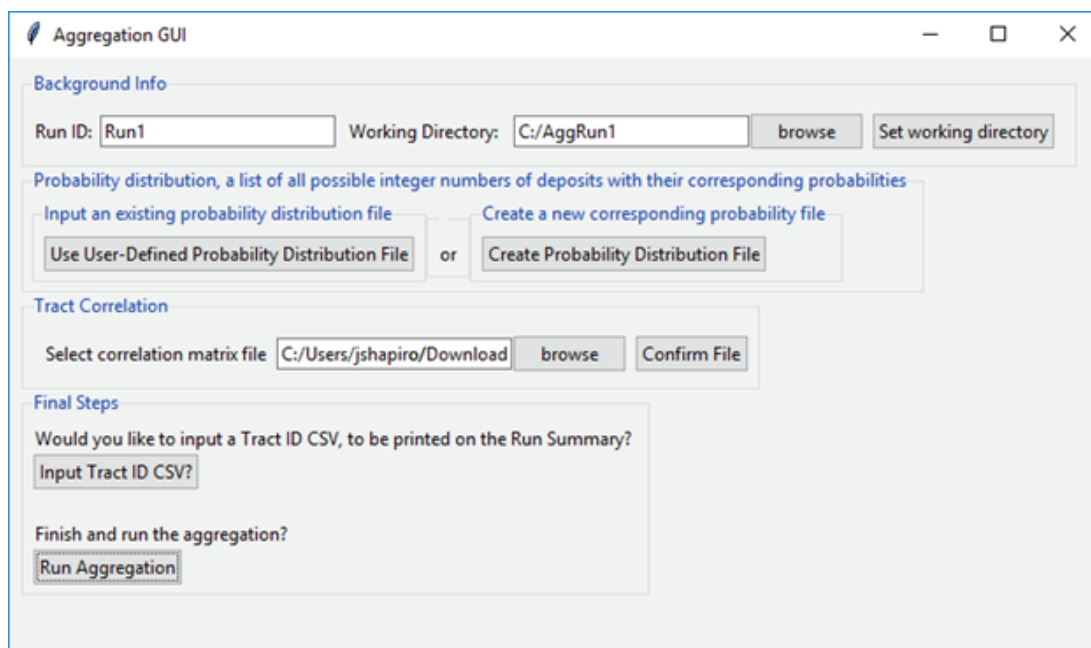 Aggregation GUI
Background Info
Run ID: Run1 Working Directory: C:/AggRun1 browse Set working directory
Probability distribution, a list of all possible integer numbers of deposits with their corresponding probabilities
Input an existing probability distribution file Create a new corresponding probability file
Use User-Defined Probability Distribution File or Create Probability Distribution File
Tract Correlation
Select correlation matrix file C:/Users/jshapiro/Download browse Confirm File
Final Steps
Would you like to input a Tract ID CSV, to be printed on the Run Summary?
Input Tract ID CSV?
Finish and run the aggregation?
Run Aggregation